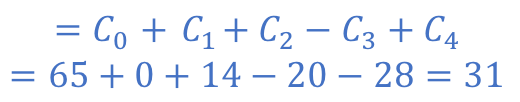 = C₀ + C₁ + C₂ − C₃ + C₄
= 65 + 0 + 14 − 20 − 28 = 31